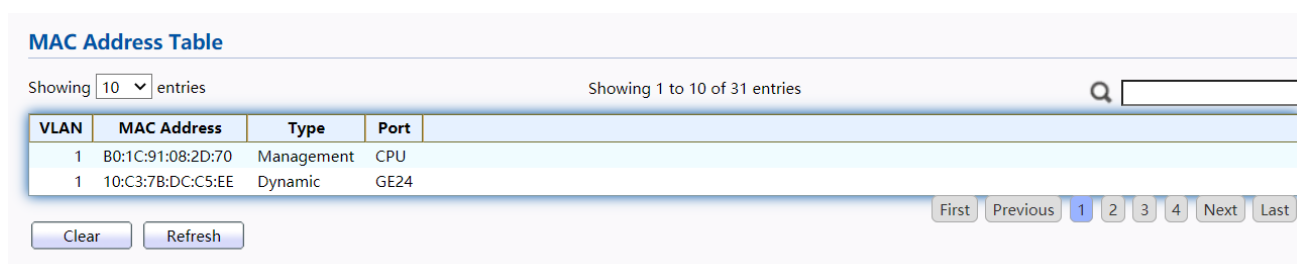 MAC Address Table
Showing 10 entries Showing 1 to 10 of 31 entries
VLAN MAC Address Type Port
1 B0:1C:91:08:2D:70 Management CPU
1 10:C3:7B:DC:C5:EE Dynamic GE24
First Previous 1 2 3 4 Next Last
Clear Refresh